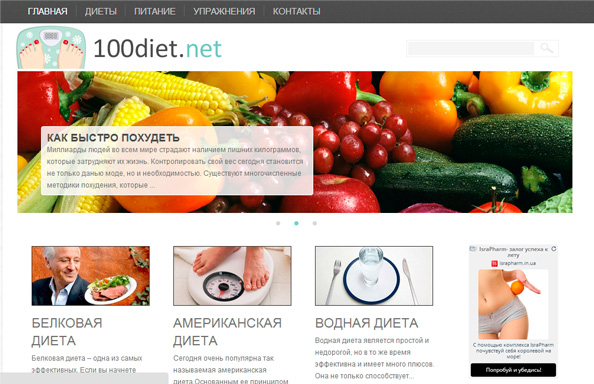 ГЛАВНАЯ ДИЕТЫ ПИТАНИЕ УПРАЖНЕНИЯ КОНТАКТЫ
100diet.net
КАК БЫСТРО ПОХУДЕТЬ
Миллиарды людей во всем мире страдают наличием лишних килограммов,
которые затрудняют их жизнь. Контролировать свой вес сегодня становится
не только данью моде, но и необходимостью. Существуют многочисленные
методики похудения, которые ...
БЕЛКОВАЯ
ДИЕТА
Белковая диета – одна из самых
эффективных. Если вы начнете
АМЕРИКАНСКАЯ
ДИЕТА
Сегодня очень популярна так
называемая американская
диета.Основным ее принципом
ВОДНАЯ ДИЕТА
Водная диета является простой и
недорогой, но в то же время
эффективна и имеет много плюсов.
Она не только способствует...
IsraPharm- залог успеха к
лету
israpharm.in.ua
С помощью комплекса IsraPharm
почувствуй себя королевой на
море!
Попробуй и убедись!